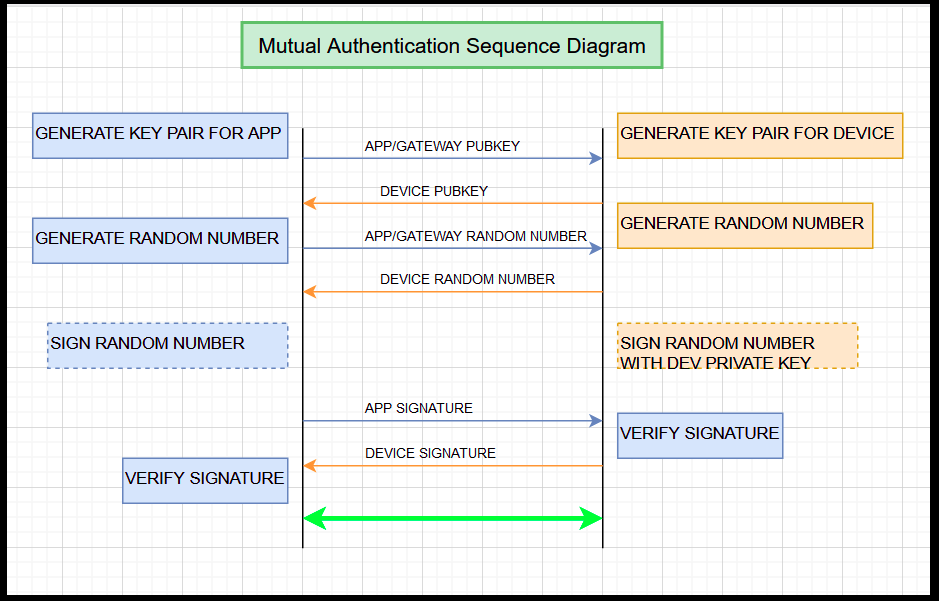 Mutual Authentication Sequence Diagram
GENERATE KEY PAIR FOR APP
APP/GATEWAY PUBKEY
GENERATE KEY PAIR FOR DEVICE
DEVICE PUBKEY
GENERATE RANDOM NUMBER
GENERATE RANDOM NUMBER
APP/GATEWAY RANDOM NUMBER
DEVICE RANDOM NUMBER
SIGN RANDOM NUMBER
SIGN RANDOM NUMBER
WITH DEV PRIVATE KEY
APP SIGNATURE
VERIFY SIGNATURE
DEVICE SIGNATURE
VERIFY SIGNATURE